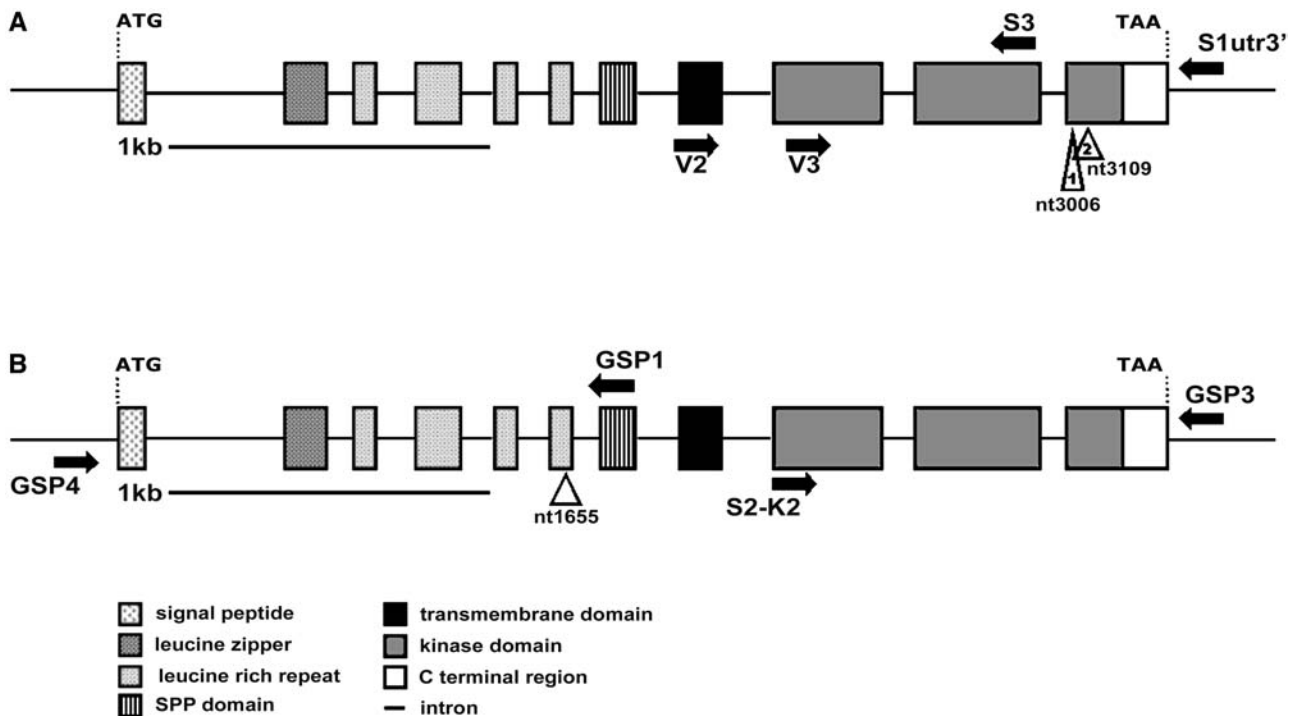 A
ATG
S3
TAA
S1utr3'
1kb
V2
V3
1
2
nt3109
nt3006
B
ATG
GSP1
TAA
GSP3
GSP4
1kb
nt1655
S2-K2
signal peptide
transmembrane domain
leucine zipper
kinase domain
leucine rich repeat
C terminal region
SPP domain
intron